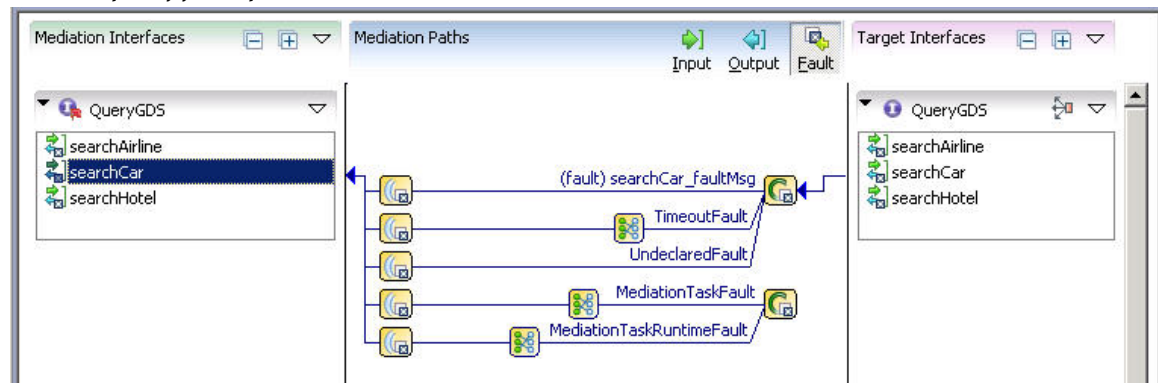 Mediation Interfaces
Mediation Paths
Input Output Fault
Target Interfaces
QueryGDS
searchAirline
searchCar
searchHotel
(fault) searchCar_faultMsg
TimeoutFault
UndeclaredFault
MediationTaskFault
MediationTaskRuntimeFault
QueryGDS
searchAirline
searchCar
searchHotel